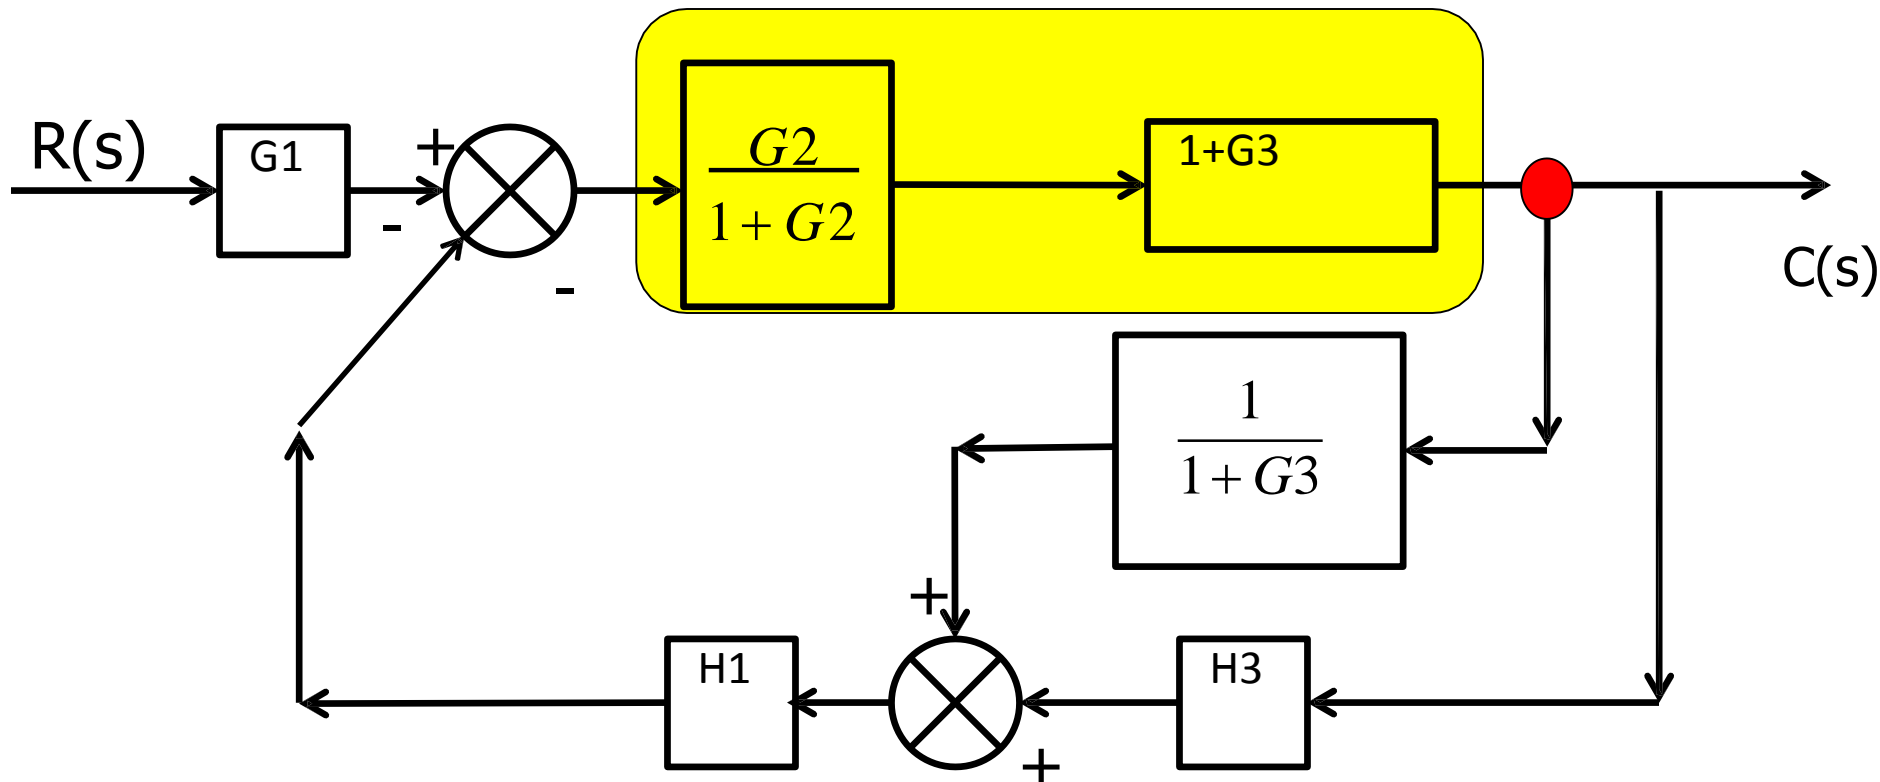 R(s)
G1
+
-
-
G2
1 + G2
1+G3
C(s)
1
1 + G3
+
H1
H3
+